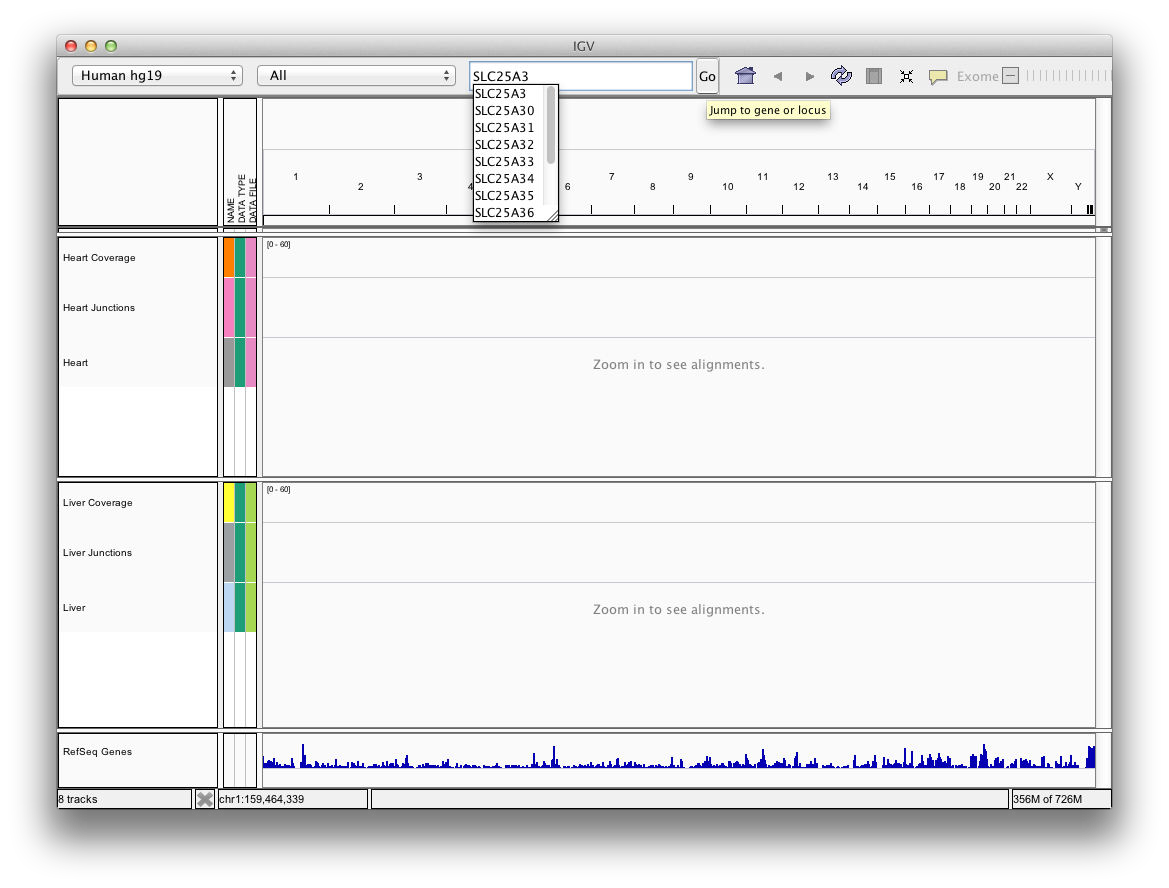 IGV
Human hg19
All
SLC25A3
Go
Exome
Jump to gene or locus
SLC25A3
SLC25A30
SLC25A31
SLC25A32
SLC25A33
SLC25A34
SLC25A35
SLC25A36
NAME
DATA TYPE
DATA FILE
1 2 3 4 6 7 8 9 10 11 12 13 14 15 16 17 18 19 20 21 22 X Y
Heart Coverage
[0 - 60]
Heart Junctions
Heart
Zoom in to see alignments.
Liver Coverage
[0 - 60]
Liver Junctions
Liver
Zoom in to see alignments.
RefSeq Genes
8 tracks
chr1:159,464,339
356M of 726M